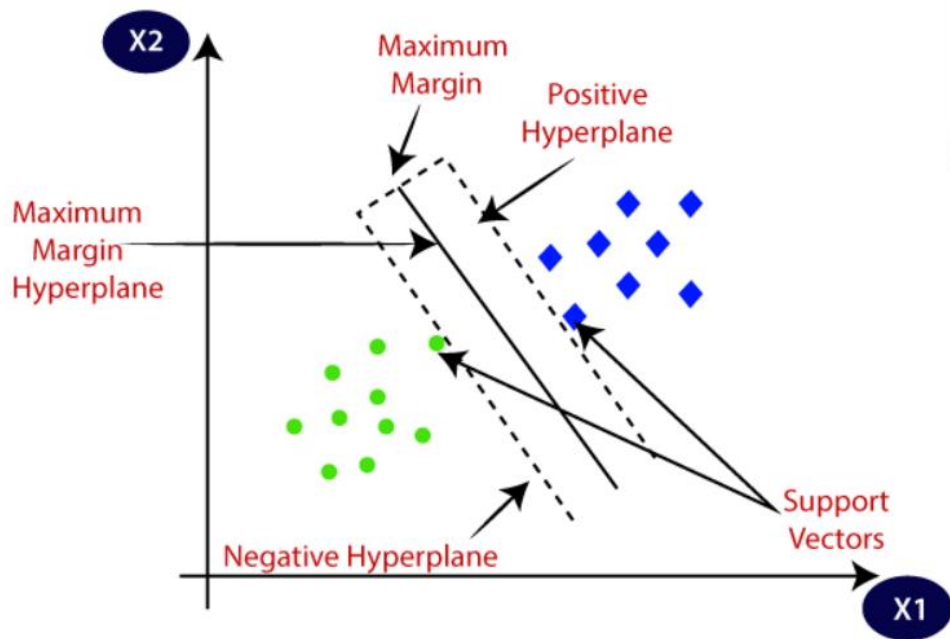 X2
Maximum
Margin
Positive
Hyperplane
Maximum
Margin
Hyperplane
Support
Vectors
Negative Hyperplane
X1